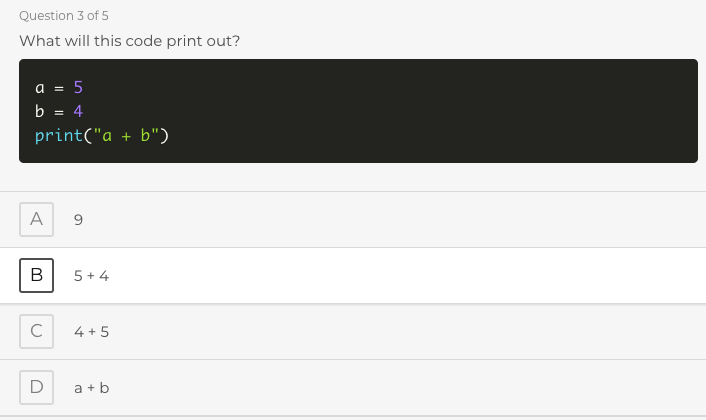 Question 3 of 5
What will this code print out?
a = 5
b = 4
print("a + b")
A 9
B 5 + 4
C 4 + 5
D a + b